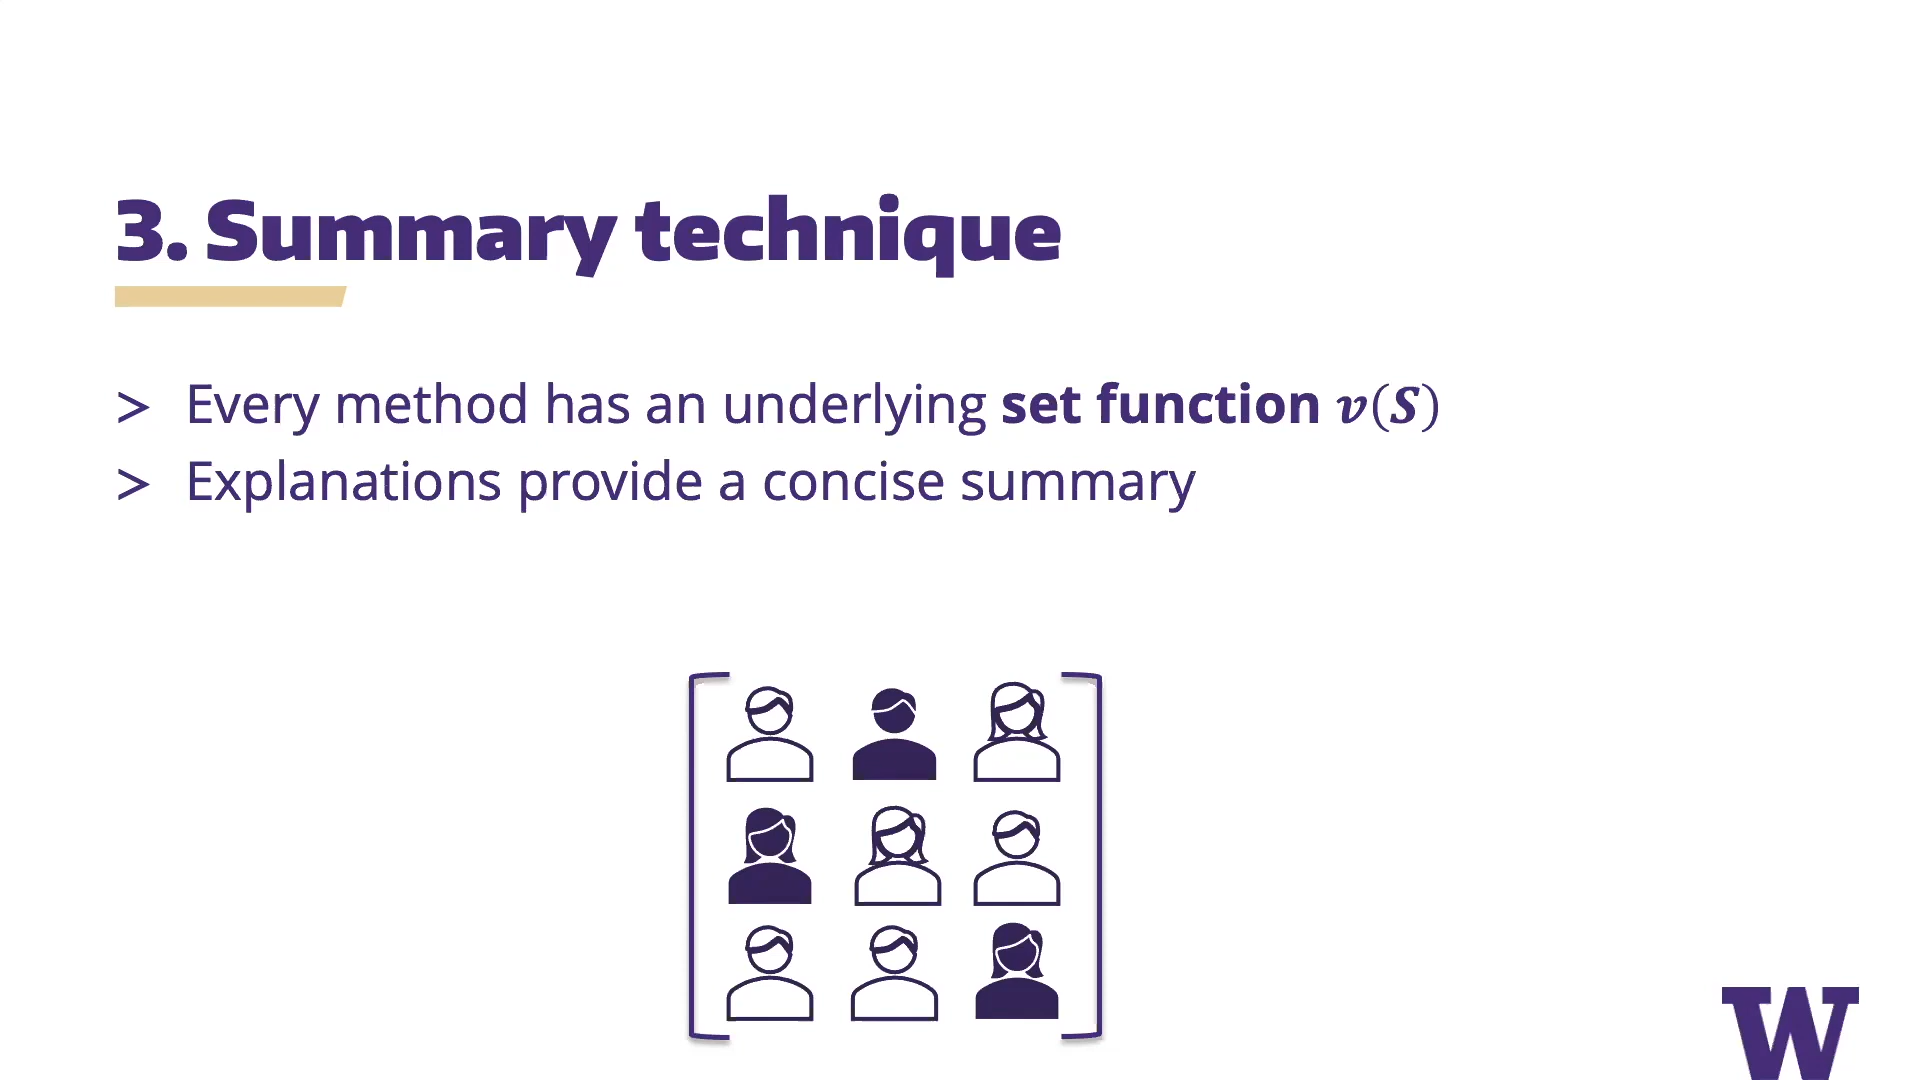 3. Summary technique
> Every method has an underlying set function v(S)
> Explanations provide a concise summary
W